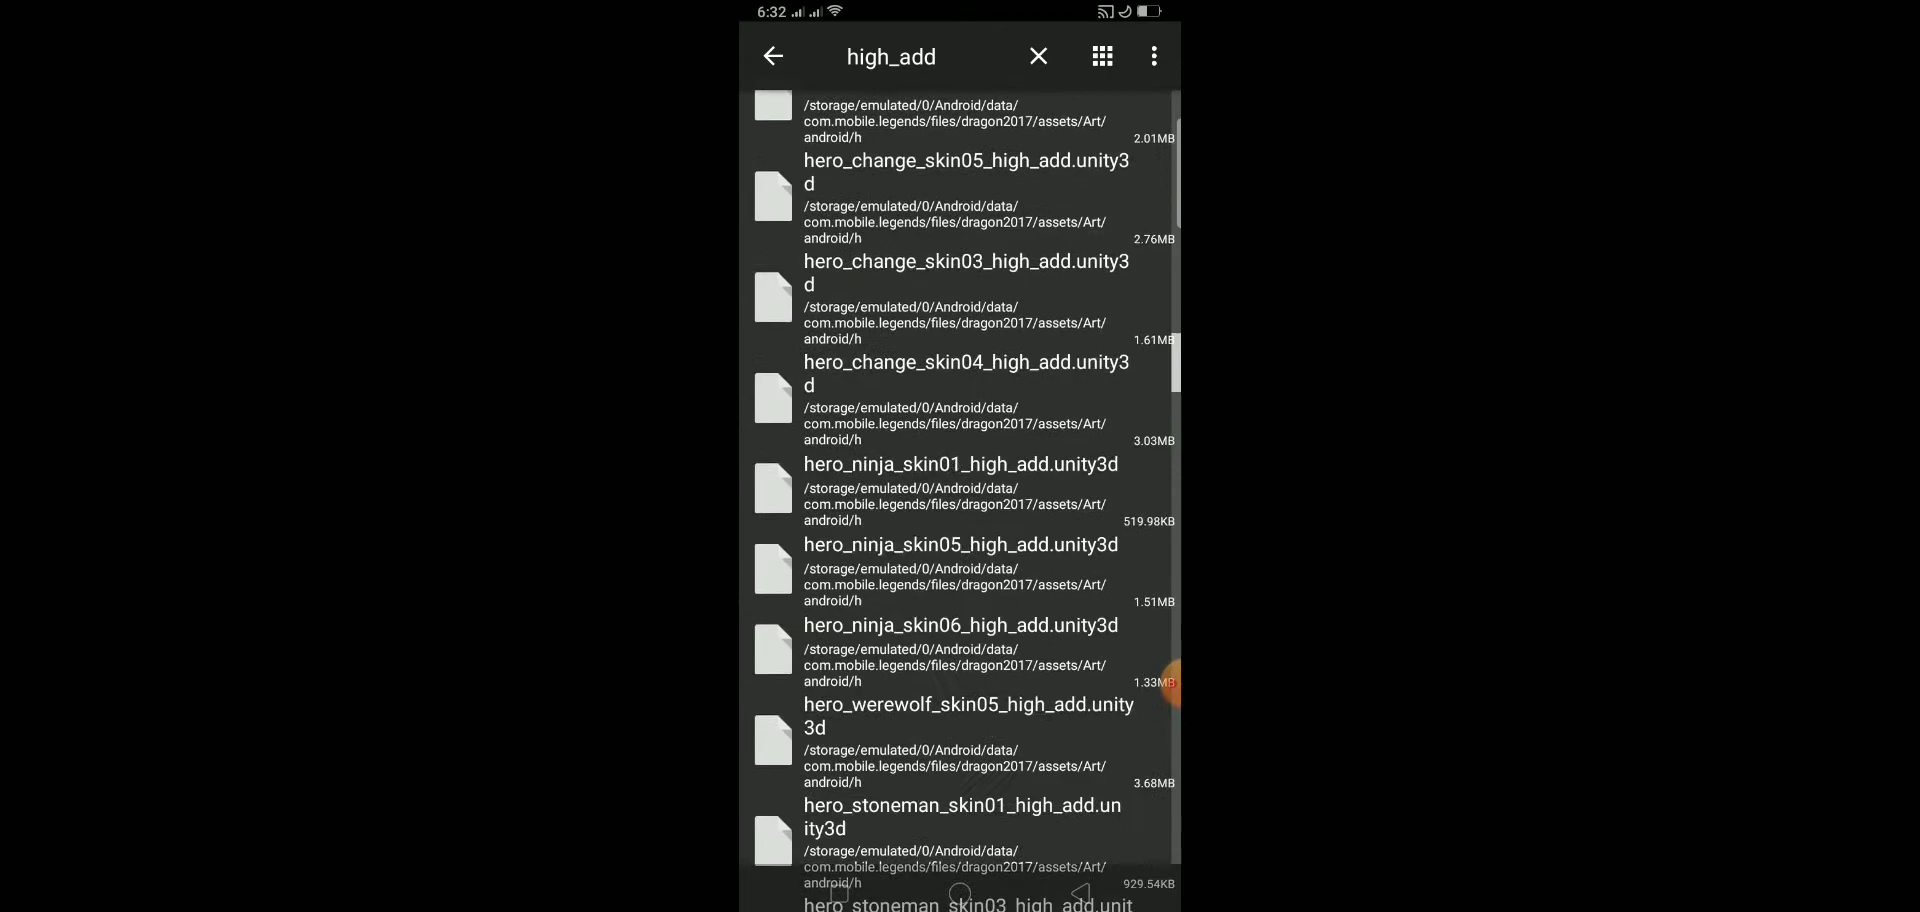 6:32
high_add
/storage/emulated/0/Android/data/
com.mobile.legends/files/dragon2017/assets/Art/
android/h
2.01MB
hero_change_skin05_high_add.unity3
d
/storage/emulated/0/Android/data/
com.mobile.legends/files/dragon2017/assets/Art/
android/h
2.76MB
hero_change_skin03_high_add.unity3
d
/storage/emulated/0/Android/data/
com.mobile.legends/files/dragon2017/assets/Art/
android/h
1.61MB
hero_change_skin04_high_add.unity3
d
/storage/emulated/0/Android/data/
com.mobile.legends/files/dragon2017/assets/Art/
android/h
3.03MB
hero_ninja_skin01_high_add.unity3d
/storage/emulated/0/Android/data/
com.mobile.legends/files/dragon2017/assets/Art/
android/h
519.98KB
hero_ninja_skin05_high_add.unity3d
/storage/emulated/0/Android/data/
com.mobile.legends/files/dragon2017/assets/Art/
android/h
1.51MB
hero_ninja_skin06_high_add.unity3d
/storage/emulated/0/Android/data/
com.mobile.legends/files/dragon2017/assets/Art/
android/h
1.33MB
hero_werewolf_skin05_high_add.unity
3d
/storage/emulated/0/Android/data/
com.mobile.legends/files/dragon2017/assets/Art/
android/h
3.68MB
hero_stoneman_skin01_high_add.un
ity3d
/storage/emulated/0/Android/data/
com.mobile.legends/files/dragon2017/assets/Art/
android/h
929.54KB
hero_stoneman_skin03_high_add.unit